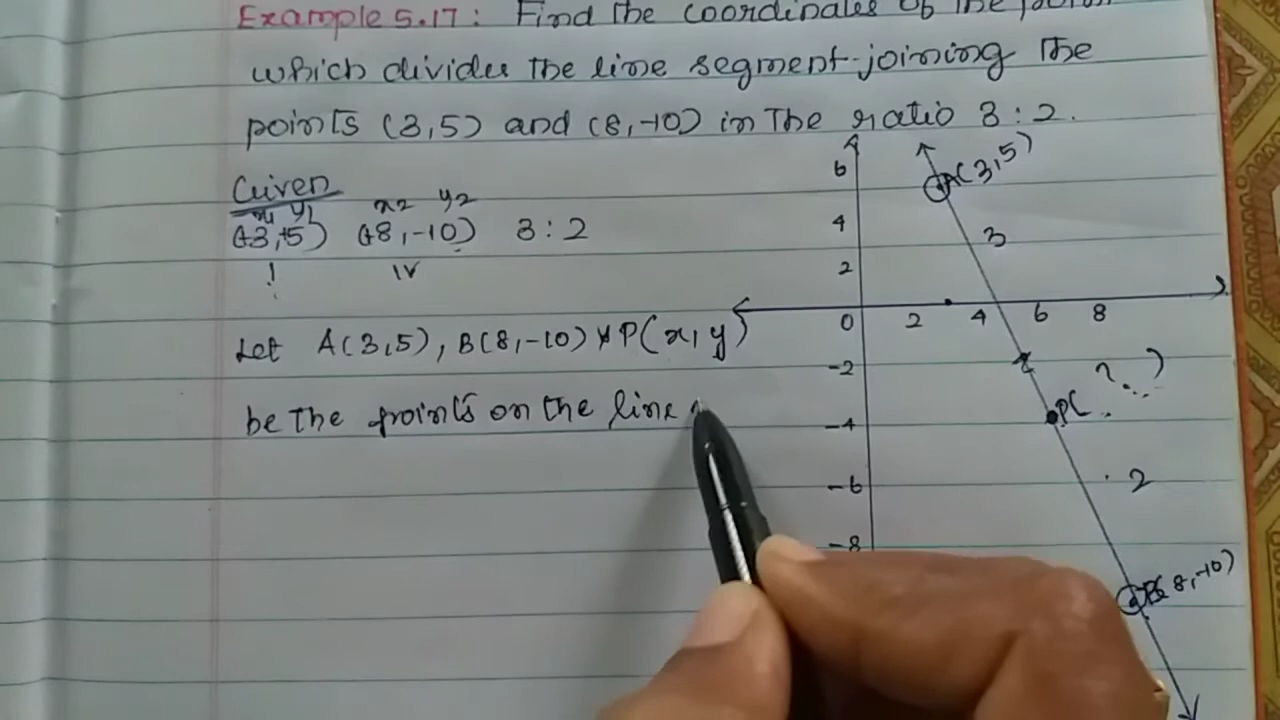 Example 5.17: Find the coordinates of the point
which divides the line segment joining the
points (3,5) and (8,-10) in the ratio 3:2.
Given
x1 y1 x2 y2
(+3,+5) (+8,-10) 3:2
I IV
Let A(3,5), B(8,-10) & P(x,y)
be the points on the line
6
A(3,5)
4
3
2
0 2 4 6 8
-2
P( ?..)
-4
-6
2
-8
B(8,-10)